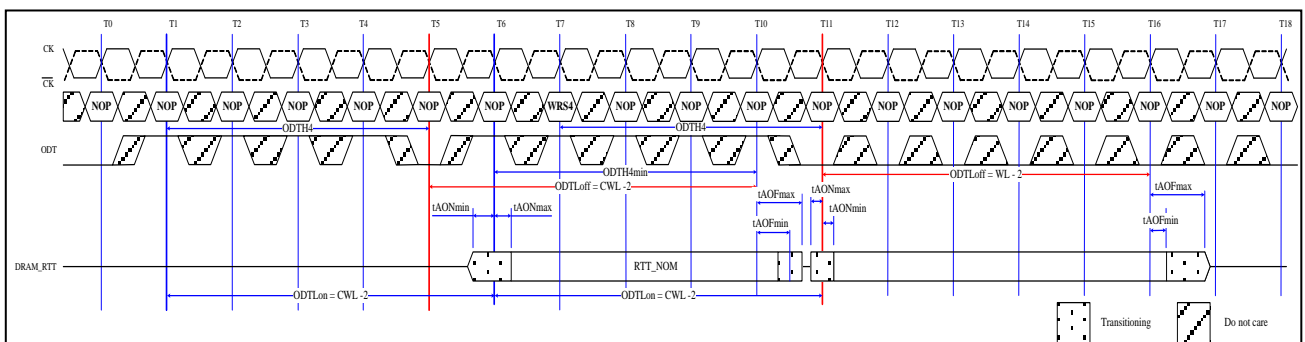 T0 T1 T2 T3 T4 T5 T6 T7 T8 T9 T10 T11 T12 T13 T14 T15 T16 T17 T18
CK
CK
NOP NOP NOP NOP NOP NOP NOP WRS4 NOP NOP NOP NOP NOP NOP NOP NOP NOP NOP NOP
ODTH4 ODTH4
ODT
ODTH4min ODTLoff = WL - 2
ODTLoff = CWL -2 tAOFmax tAONmax tAOFmax
tAONmin tAONmax tAOFmin tAONmin tAOFmin
DRAM_RTT RTT_NOM
ODTLon = CWL -2 ODTLon = CWL -2
Transitioning Do not care